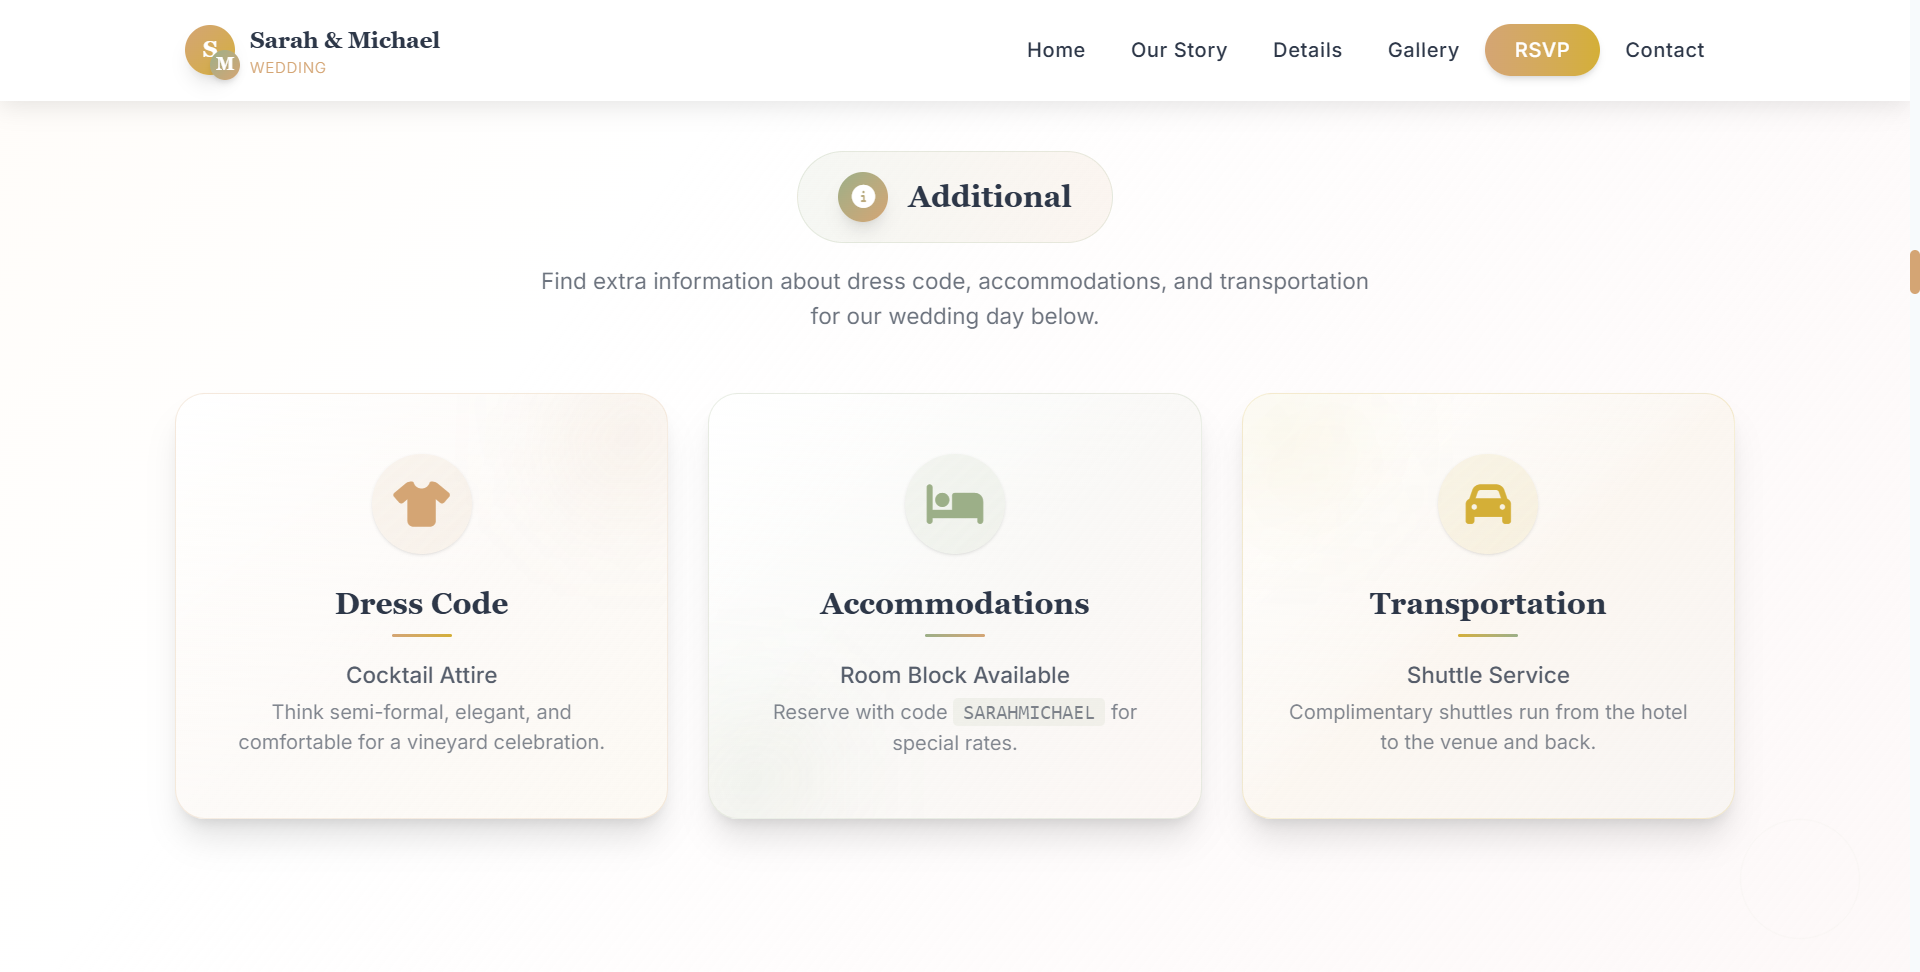 S
M
Sarah & Michael
WEDDING
Home
Our Story
Details
Gallery
RSVP
Contact
Additional
Find extra information about dress code, accommodations, and transportation
for our wedding day below.
Dress Code
Cocktail Attire
Think semi-formal, elegant, and
comfortable for a vineyard celebration.
Accommodations
Room Block Available
Reserve with code SARAHMICHAEL for
special rates.
Transportation
Shuttle Service
Complimentary shuttles run from the hotel
to the venue and back.